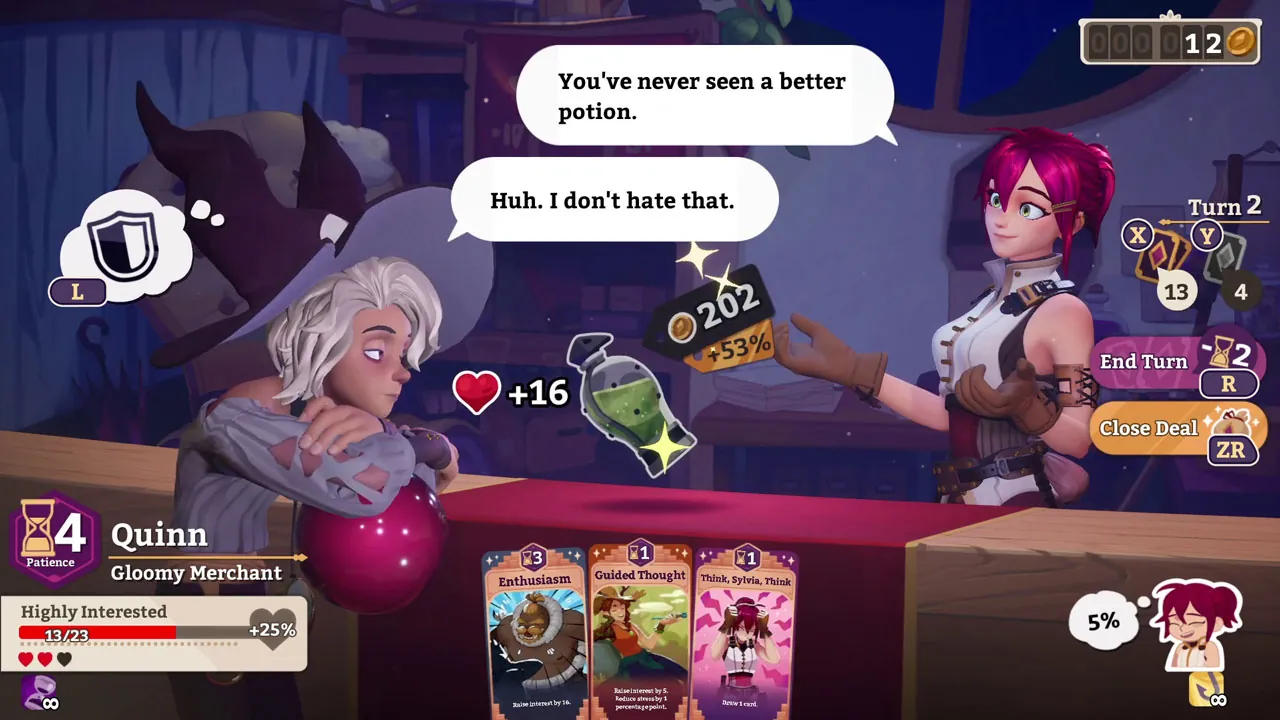 12
You've never seen a better
potion.
Huh. I don't hate that.
L
Turn 2
X
Y
13
4
202
+53%
+16
End Turn
-2
R
Close Deal
ZR
4
Patience
Quinn
Gloomy Merchant
Highly Interested
13/23
+25%
∞
3
Enthusiasm
Raise interest by 16.
1
Guided Thought
Raise interest by 5.
Reduce stress by 1
percentage point.
1
Think, Sylvia, Think
Draw 1 card.
5%
∞